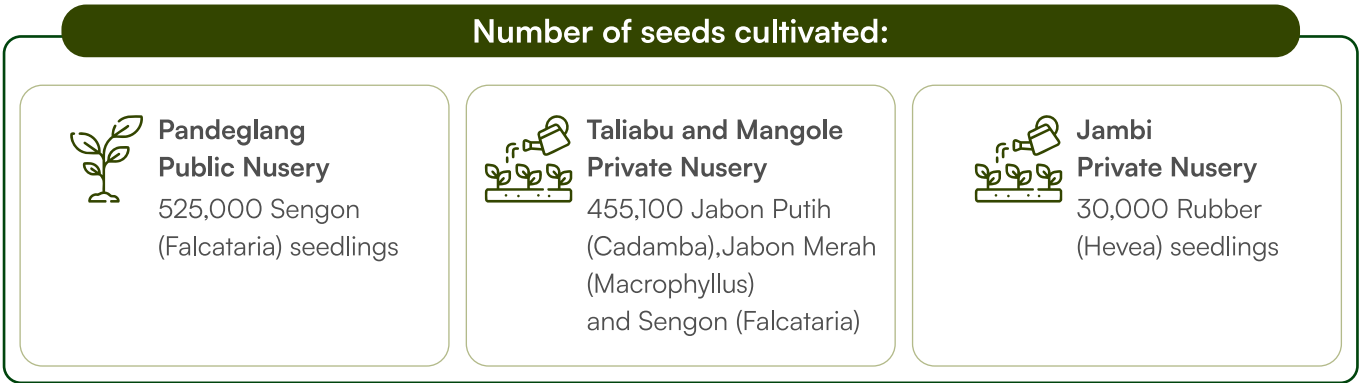 Number of seeds cultivated:
Pandeglang
Public Nusery
525,000 Sengon
(Falcataria) seedlings
Taliabu and Mangole
Private Nusery
455,100 Jabon Putih
(Cadamba),Jabon Merah
(Macrophyllus)
and Sengon (Falcataria)
Jambi
Private Nusery
30,000 Rubber
(Hevea) seedlings